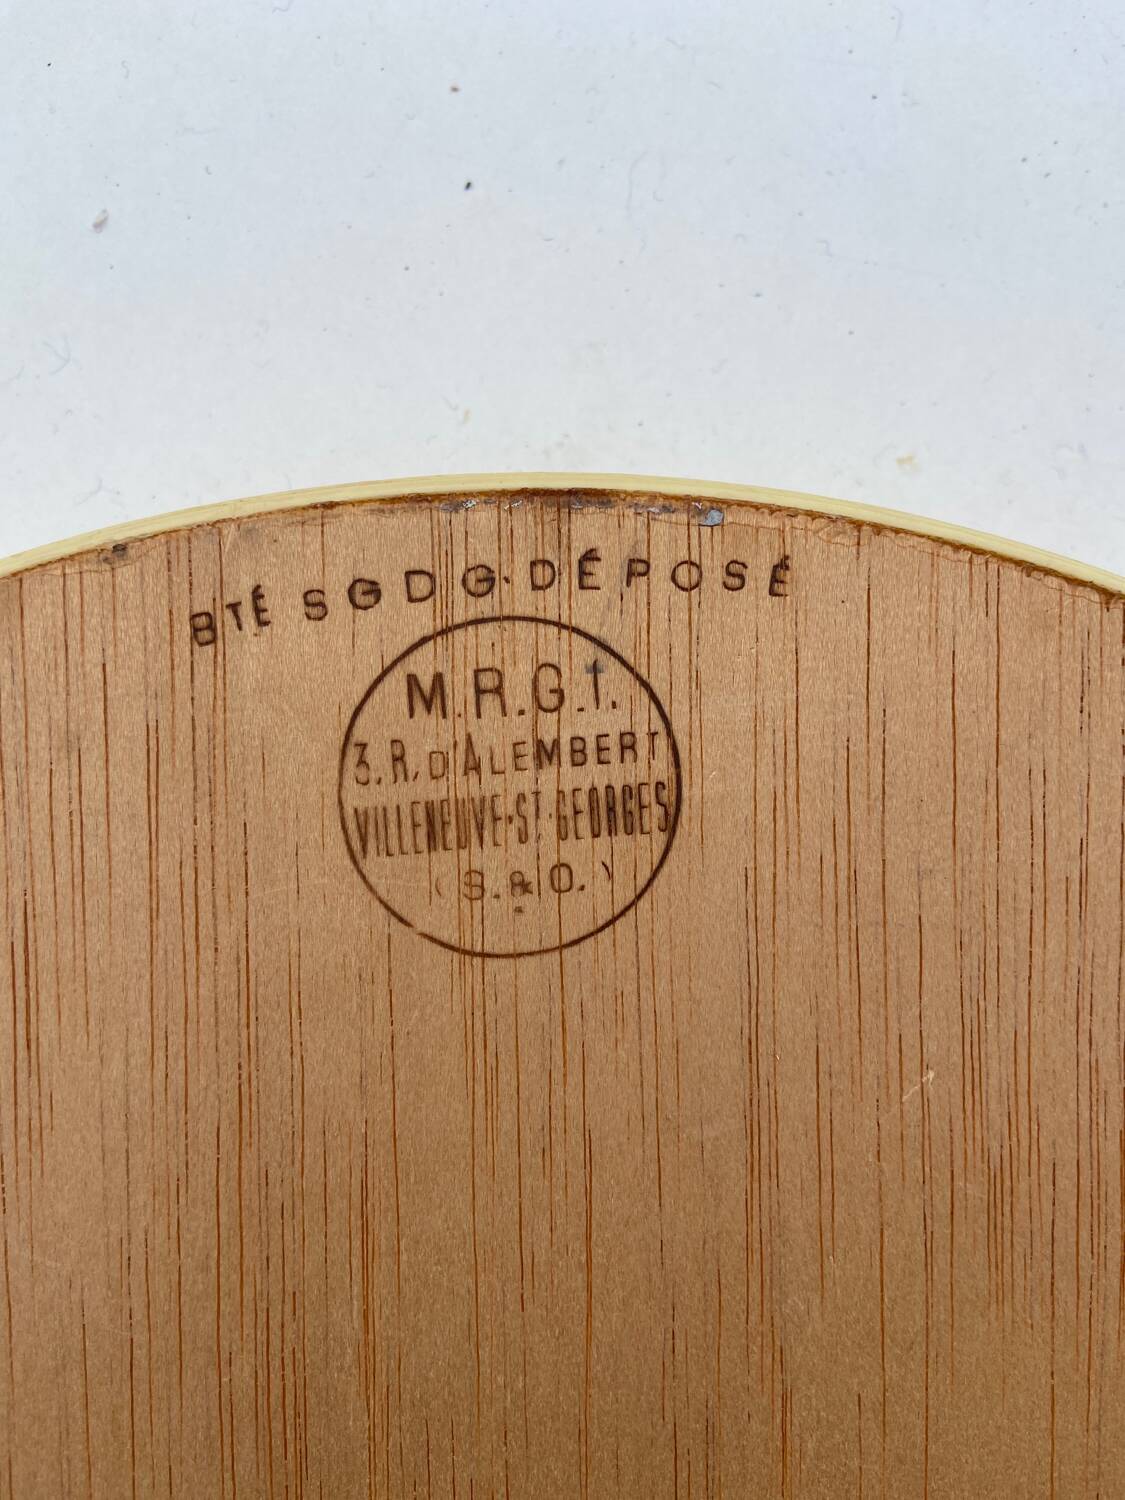 BTÉ SGDG·DÉPOSÉ
M.R.G.T.
3.R. D'ALEMBERT
VILLENEUVE·ST·GEORGES
(S.&O.)